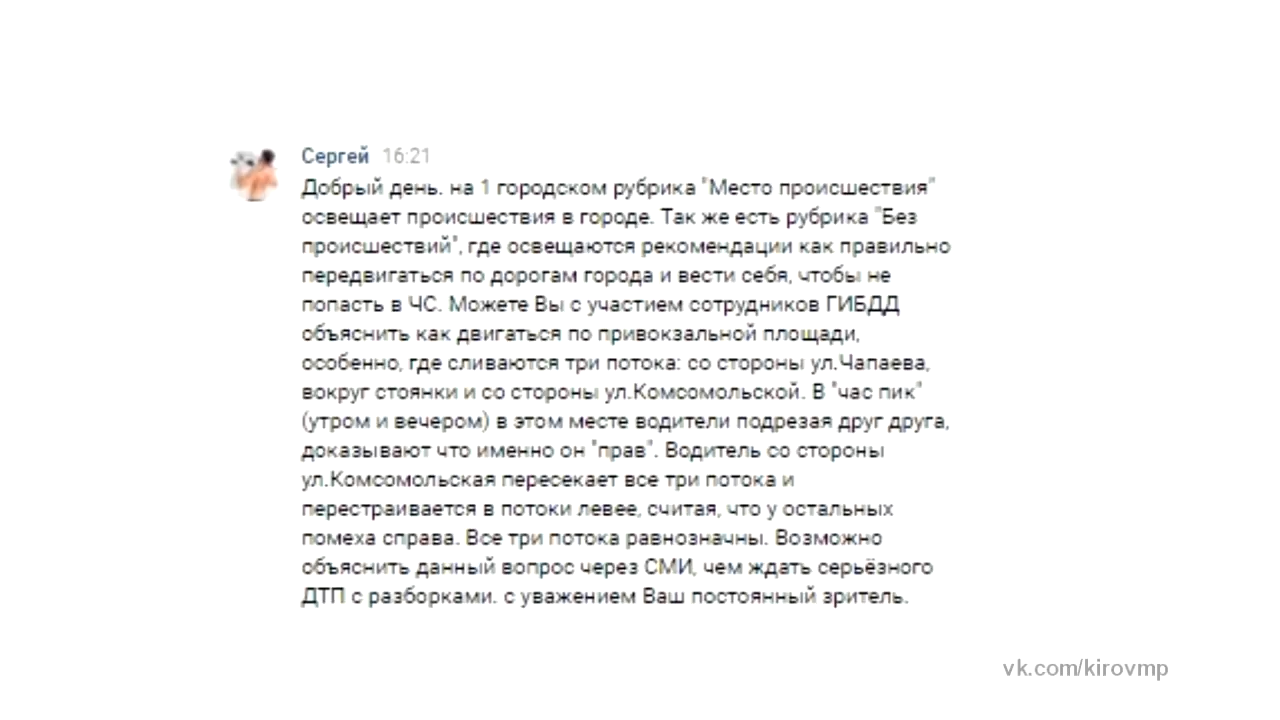 Сергей 16:21
Добрый день. на 1 городском рубрика "Место происшествия"
освещает происшествия в городе. Так же есть рубрика "Без
происшествий", где освещаются рекомендации как правильно
передвигаться по дорогам города и вести себя, чтобы не
попасть в ЧС. Можете Вы с участием сотрудников ГИБДД
объяснить как двигаться по привокзальной площади,
особенно, где сливаются три потока: со стороны ул.Чапаева,
вокруг стоянки и со стороны ул.Комсомольской. В "час пик"
(утром и вечером) в этом месте водители подрезая друг друга,
доказывают что именно он "прав". Водитель со стороны
ул.Комсомольская пересекает все три потока и
перестраивается в потоки левее, считая, что у остальных
помеха справа. Все три потока равнозначны. Возможно
объяснить данный вопрос через СМИ, чем ждать серьёзного
ДТП с разборками. с уважением Ваш постоянный зритель.
vk.com/kirovmp